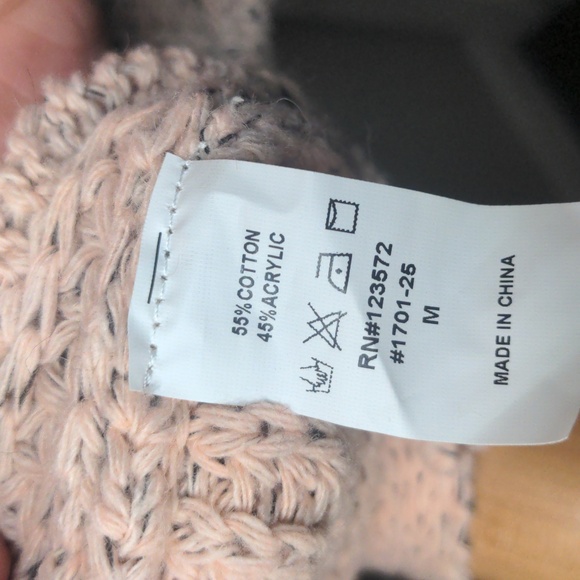 55%COTTON
45%ACRYLIC
RN#123572
#1701-25
M
MADE IN CHINA